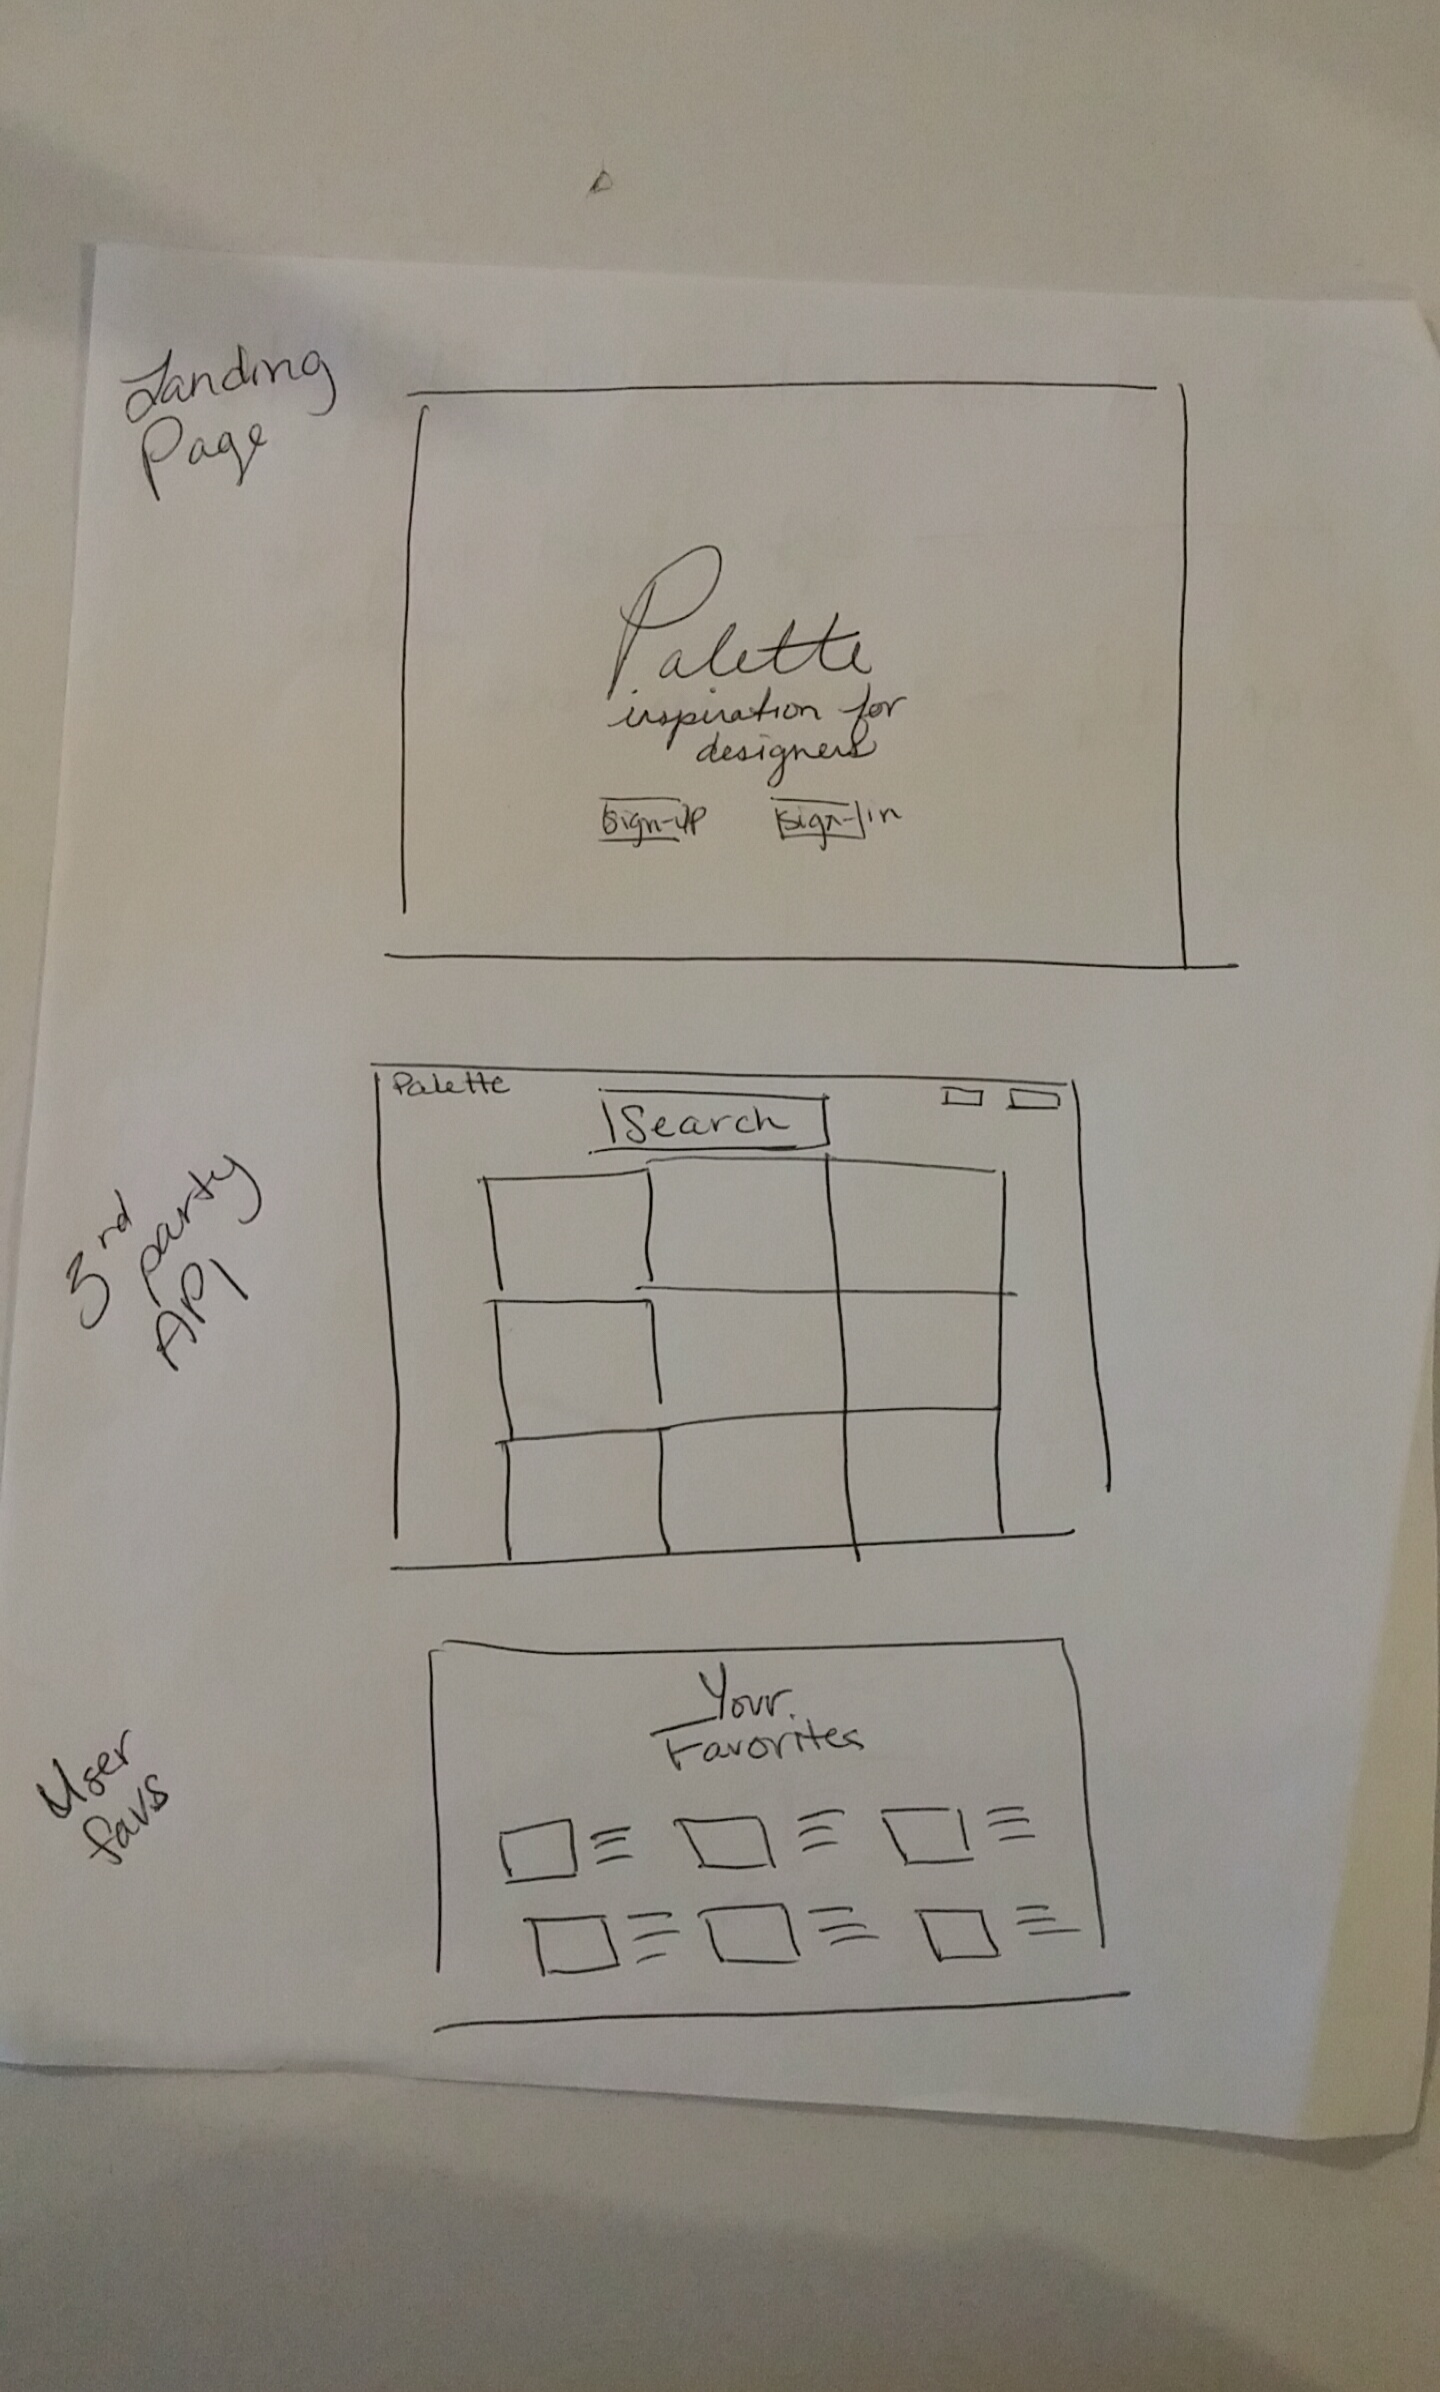 Landing
Page
Palette
inspiration for
designers
Sign-up
Sign-in
3rd
party
API
Palette
Search
User
favs
Your
Favorites